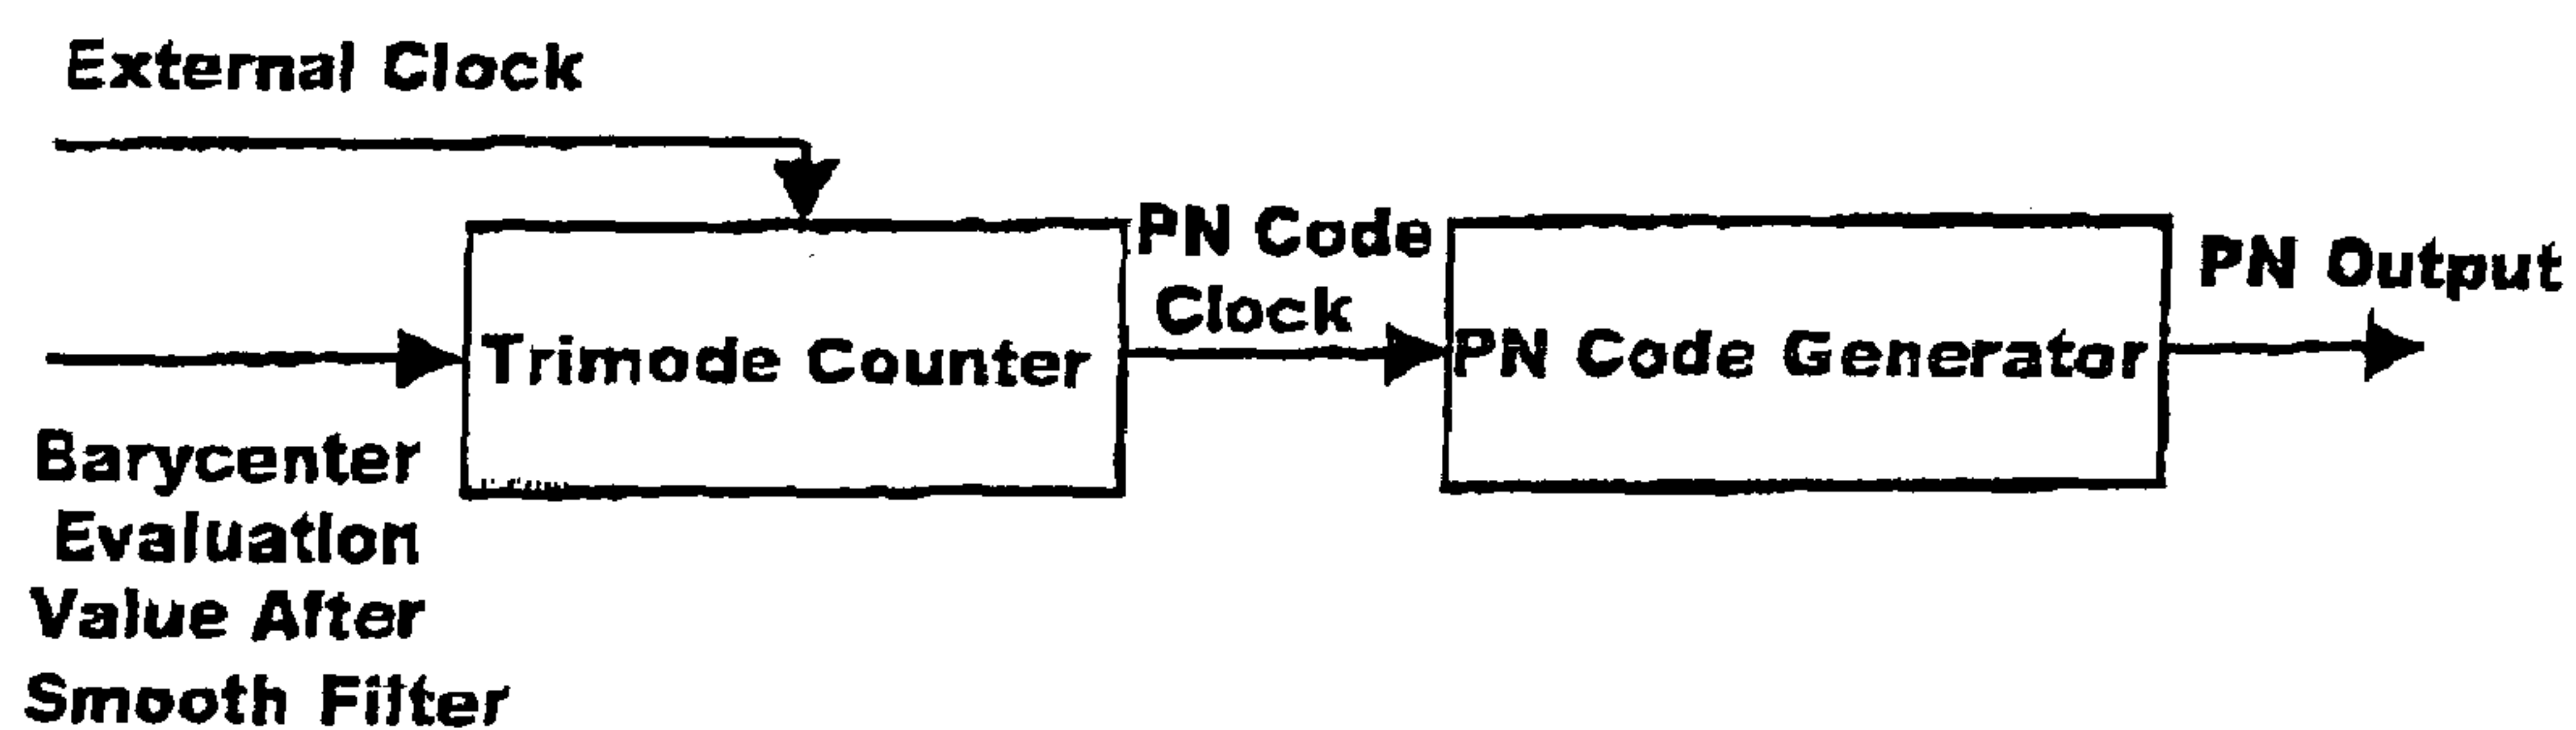 External Clock
PN Code
Clock
PN Output
Trimode Counter
PN Code Generator
Barycenter
Evaluation
Value After
Smooth Filter